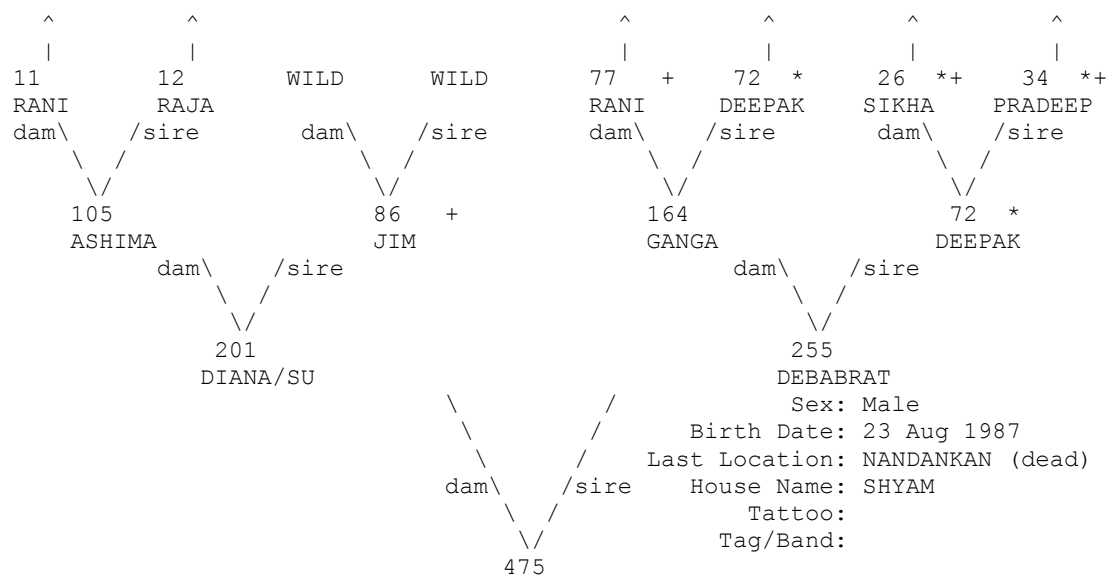 ^ ^ ^ ^ ^ ^
| | | | | |
11 12 WILD WILD 77 + 72 * 26 *+ 34 *+
RANI RAJA RANI DEEPAK SIKHA PRADEEP
dam\ /sire dam\ /sire dam\ /sire dam\ /sire
\ / \ / \ / \ /
\/ \/ \/ \/
105 86 + 164 72 *
ASHIMA JIM GANGA DEEPAK
dam\ /sire dam\ /sire
\ / \ /
\/ \/
201 255
DIANA/SU DEBABRAT
\ / Sex: Male
\ / Birth Date: 23 Aug 1987
\ / Last Location: NANDANKAN (dead)
dam\ /sire House Name: SHYAM
\ / Tattoo:
\/ Tag/Band:
475